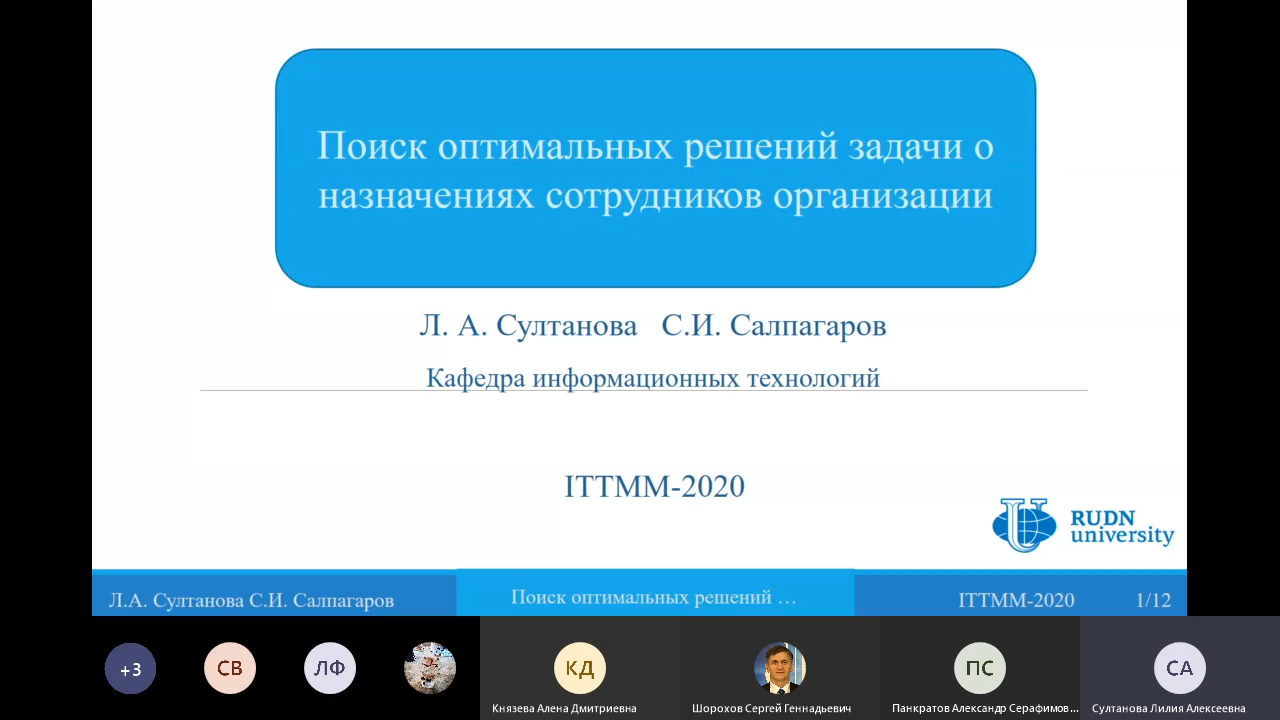 Поиск оптимальных решений задачи о
назначениях сотрудников организации
Л. А. Султанова С.И. Салпагаров
Кафедра информационных технологий
ITTMM-2020
RUDN
university
Л.А. Султанова С.И. Салпагаров
Поиск оптимальных решений …
ITTMM-2020
1/12
+3
СВ
ЛФ
КД
ПС
СА
Князева Алена Дмитриевна
Шорохов Сергей Геннадьевич
Панкратов Александр Серафимов...
Султанова Лилия Алексеевна